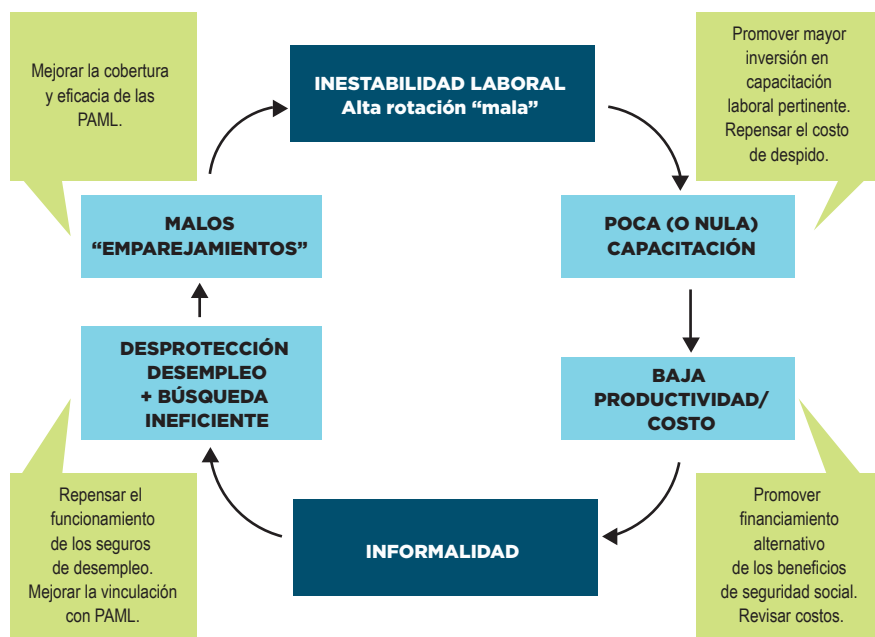 Mejorar la cobertura
y eficacia de las
PAML.
INESTABILIDAD LABORAL
Alta rotación “mala”
Promover mayor
inversión en
capacitación
laboral pertinente.
Repensar el costo
de despido.
MALOS
“EMPAREJAMIENTOS”
POCA (O NULA)
CAPACITACIÓN
DESPROTECCIÓN
DESEMPLEO
+ BÚSQUEDA
INEFICIENTE
BAJA
PRODUCTIVIDAD/
COSTO
Repensar el
funcionamiento
de los seguros
de desempleo.
Mejorar la vinculación
con PAML.
INFORMALIDAD
Promover
financiamiento
alternativo
de los beneficios
de seguridad social.
Revisar costos.